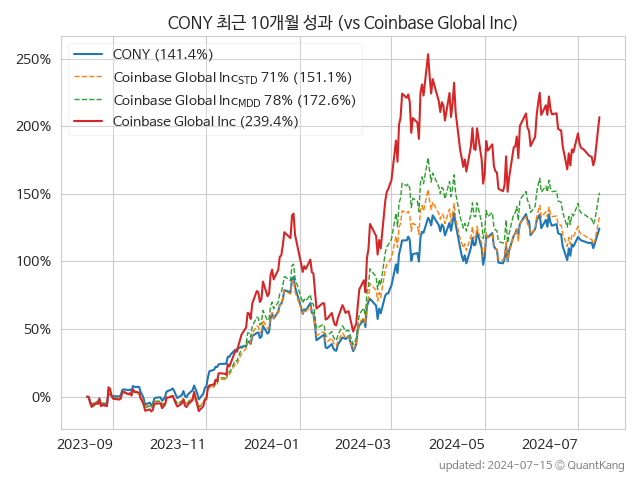 CONY 최근 10개월 성과 (vs Coinbase Global Inc)
CONY (141.4%)
Coinbase Global IncSTD 71% (151.1%)
Coinbase Global IncMDD 78% (172.6%)
Coinbase Global Inc (239.4%)
250%
200%
150%
100%
50%
0%
2023-09 2023-11 2024-01 2024-03 2024-05 2024-07
updated: 2024-07-15 © QuantKang